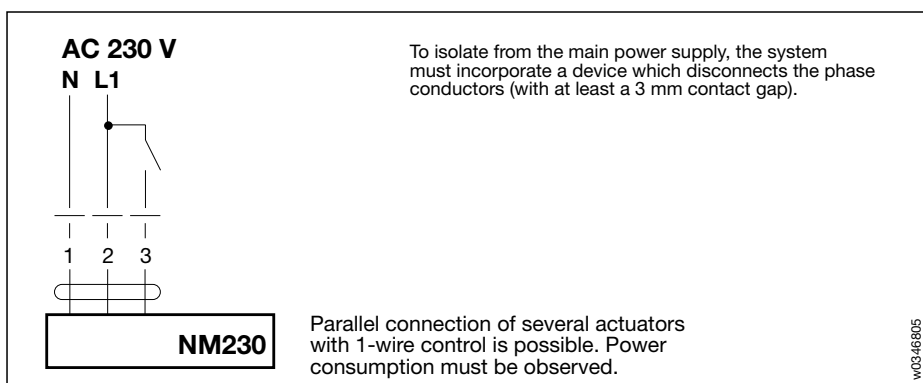 AC 230 V
N L1
To isolate from the main power supply, the system
must incorporate a device which disconnects the phase
conductors (with at least a 3 mm contact gap).
1 2 3
NM230
Parallel connection of several actuators
with 1-wire control is possible. Power
consumption must be observed.
w0346805